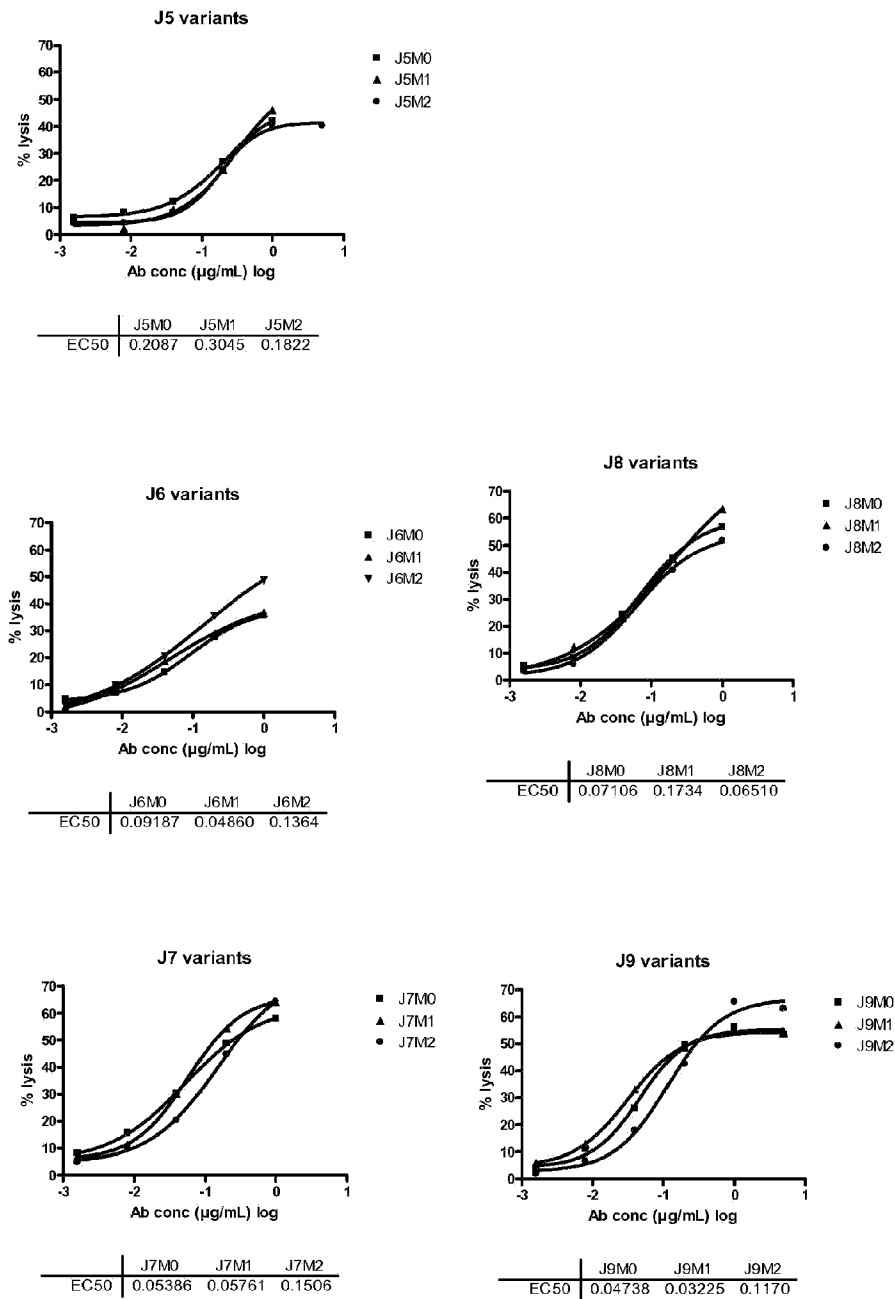 J5 variants
70
60
50
40
30
20
10
0
% lysis
-3 -2 -1 0 1
Ab conc (µg/mL) log
J5M0
J5M1
J5M2
J5M0 J5M1 J5M2
EC50 0.2087 0.3045 0.1822
J6 variants
70
60
50
40
30
20
10
0
% lysis
-3 -2 -1 0 1
Ab conc (µg/mL) log
J6M0
J6M1
J6M2
J6M0 J6M1 J6M2
EC50 0.09187 0.04860 0.1364
J8 variants
70
60
50
40
30
20
10
0
% lysis
-3 -2 -1 0 1
Ab conc (µg/mL) log
J8M0
J8M1
J8M2
J8M0 J8M1 J8M2
EC50 0.07106 0.1734 0.06510
J7 variants
70
60
50
40
30
20
10
0
% lysis
-3 -2 -1 0 1
Ab conc (µg/mL) log
J7M0
J7M1
J7M2
J7M0 J7M1 J7M2
EC50 0.05386 0.05761 0.1506
J9 variants
70
60
50
40
30
20
10
0
% lysis
-3 -2 -1 0 1
Ab conc (µg/mL) log
J9M0
J9M1
J9M2
J9M0 J9M1 J9M2
EC50 0.04738 0.03225 0.1170